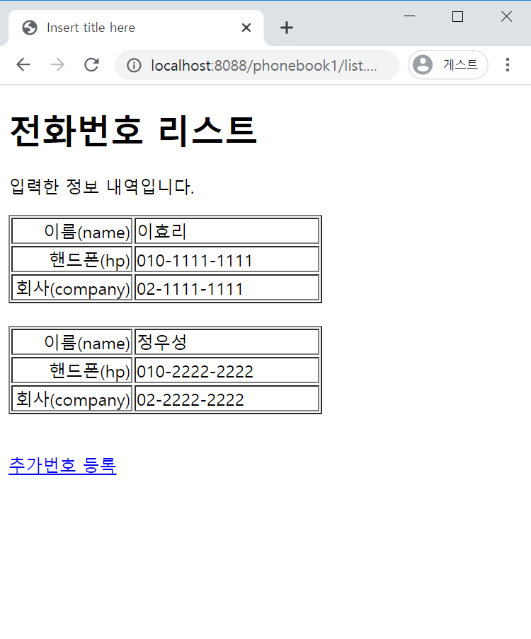 Insert title here
localhost:8088/phonebook1/list....
게스트
전화번호 리스트
입력한 정보 내역입니다.
이름(name) 이효리
핸드폰(hp) 010-1111-1111
회사(company) 02-1111-1111
이름(name) 정우성
핸드폰(hp) 010-2222-2222
회사(company) 02-2222-2222
추가번호 등록